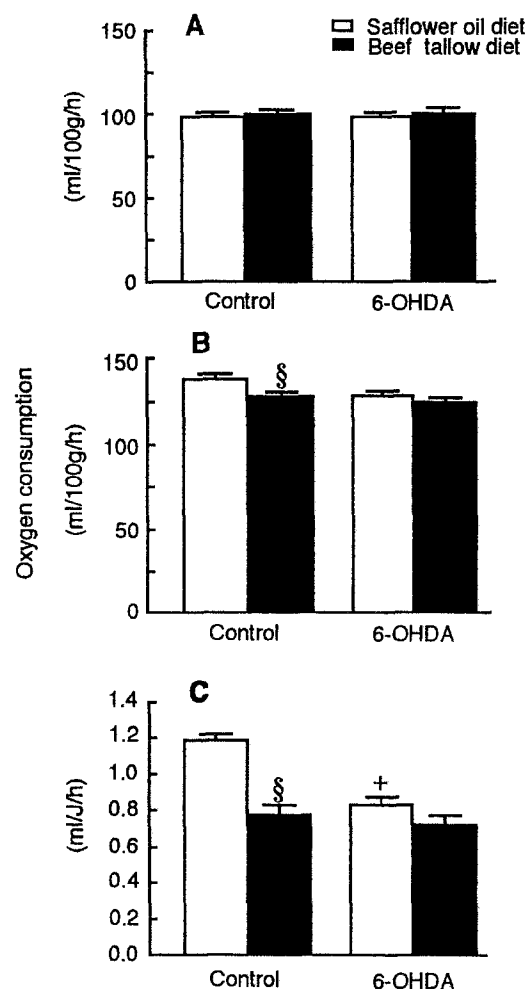 A
Safflower oil diet
Beef tallow diet
150
100
50
0
(ml/100g/h)
Control 6-OHDA
B
§
150
100
50
0
Oxygen consumption
(ml/100g/h)
Control 6-OHDA
C
1.4
1.2
1.0
0.8
0.6
0.4
0.2
0.0
(ml/J/h)
§ +
Control 6-OHDA